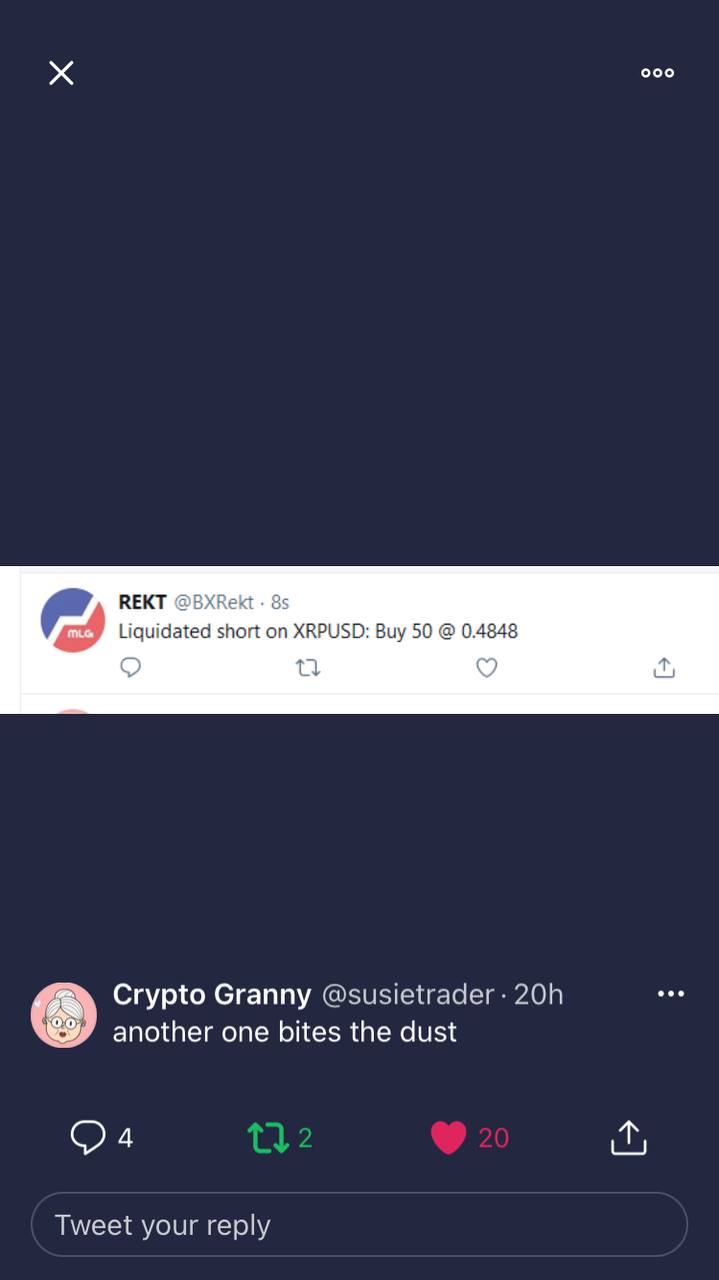 REKT @BXRekt · 8s
Liquidated short on XRPUSD: Buy 50 @ 0.4848
MLG
Crypto Granny @susietrader · 20h
another one bites the dust
4 2 20
Tweet your reply